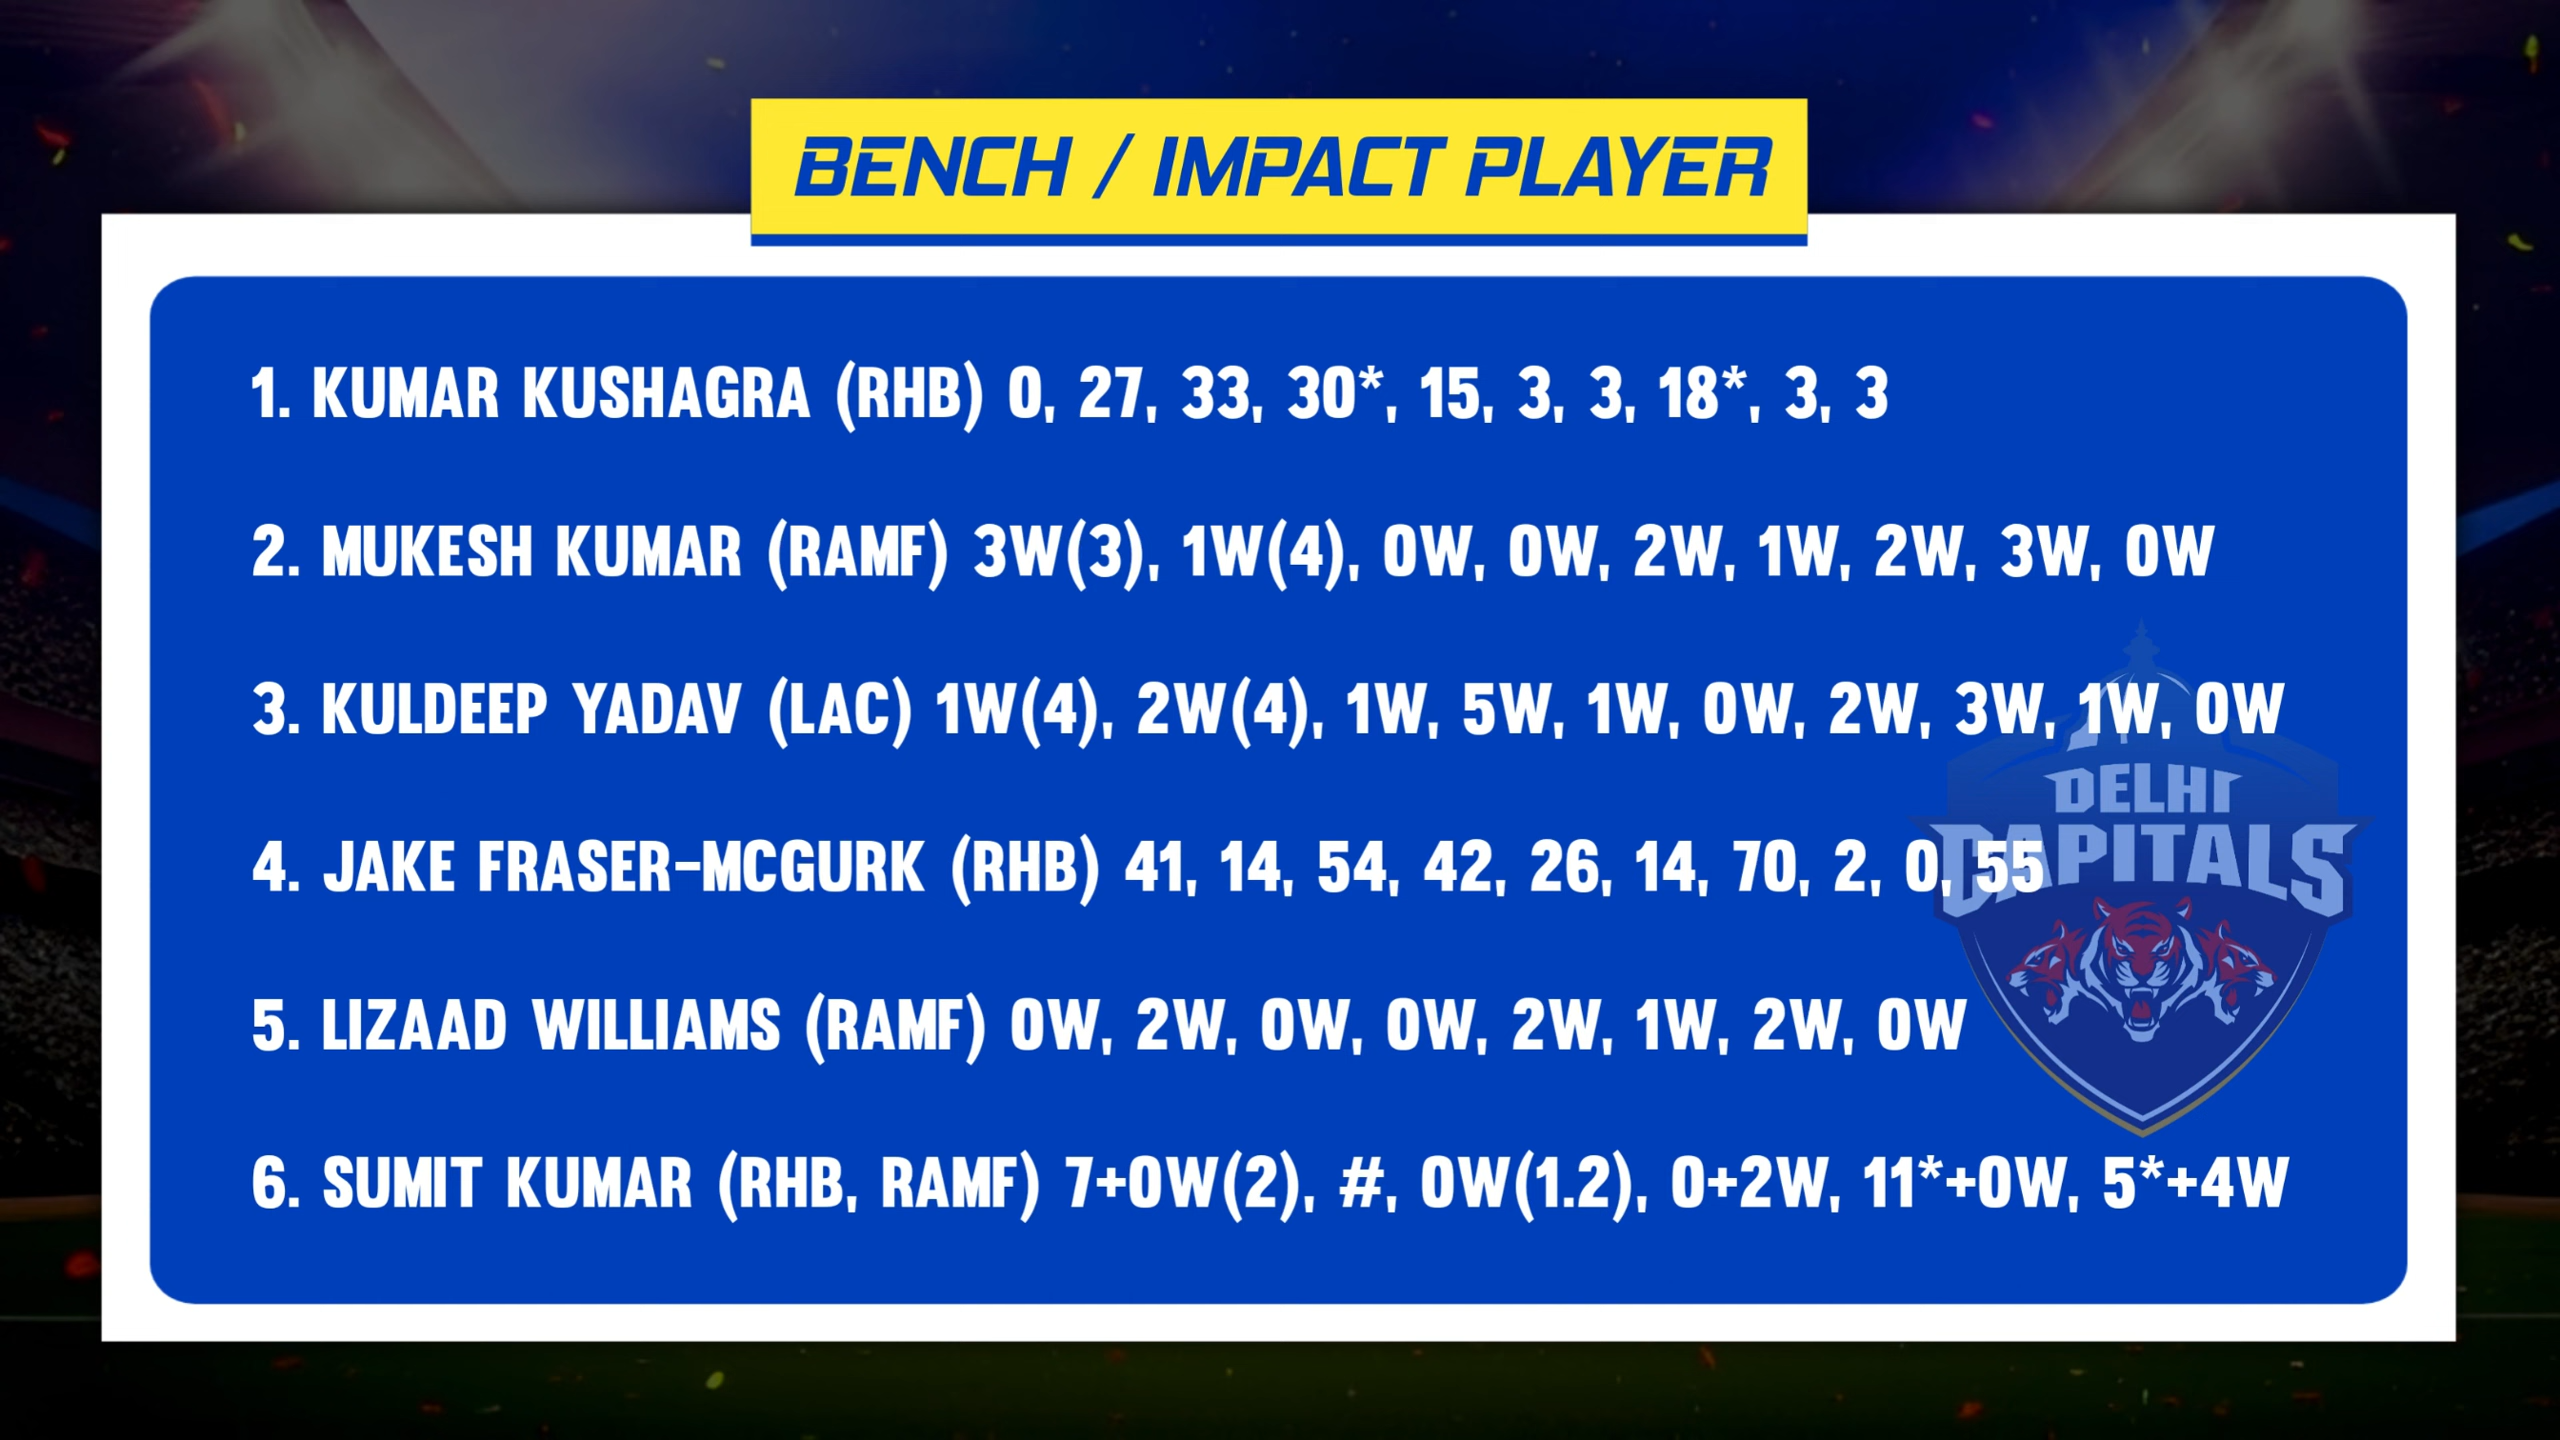 BENCH / IMPACT PLAYER
1. KUMAR KUSHAGRA (RHB) 0, 27, 33, 30*, 15, 3, 3, 18*, 3, 3
2. MUKESH KUMAR (RAMF) 3W(3), 1W(4), 0W, 0W, 2W, 1W, 2W, 3W, 0W
3. KULDEEP YADAV (LAC) 1W(4), 2W(4), 1W, 5W, 1W, 0W, 2W, 3W, 1W, 0W
DELHI
4. JAKE FRASER-MCGURK (RHB) 41, 14, 54, 42, 26, 14, 70, 2, 0, 55
CAPITALS
5. LIZAAD WILLIAMS (RAMF) 0W, 2W, 0W, 0W, 2W, 1W, 2W, 0W
6. SUMIT KUMAR (RHB, RAMF) 7+0W(2), #, 0W(1.2), 0+2W, 11*+0W, 5*+4W